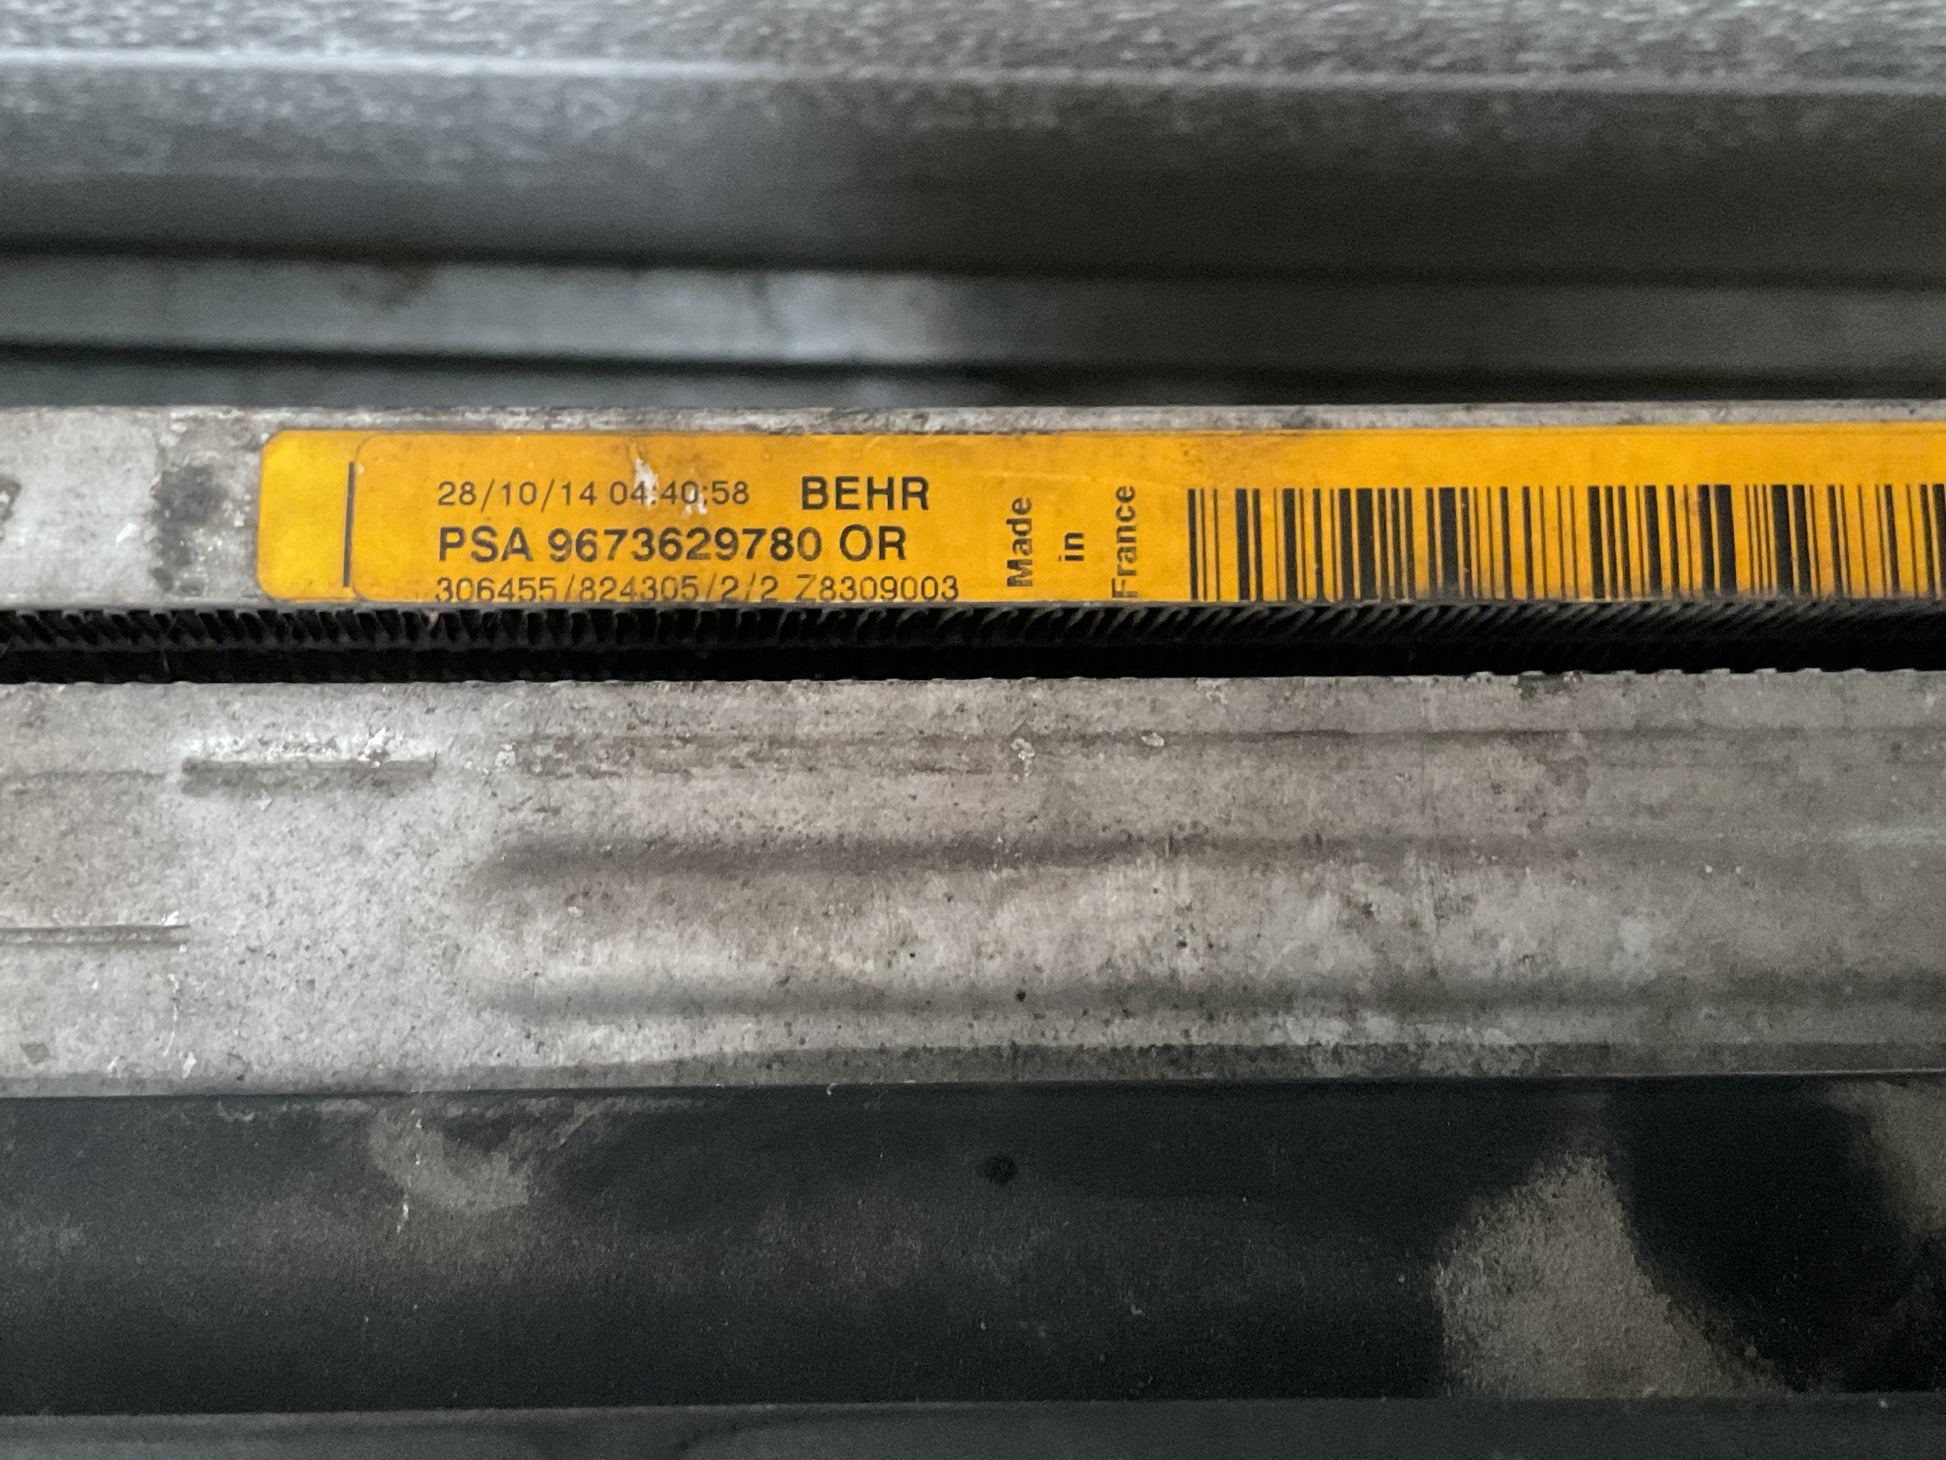 28/10/14 04:40:58 BEHR
PSA 9673629780 OR
306455/824305/2/2 Z8309003
Made
in
France